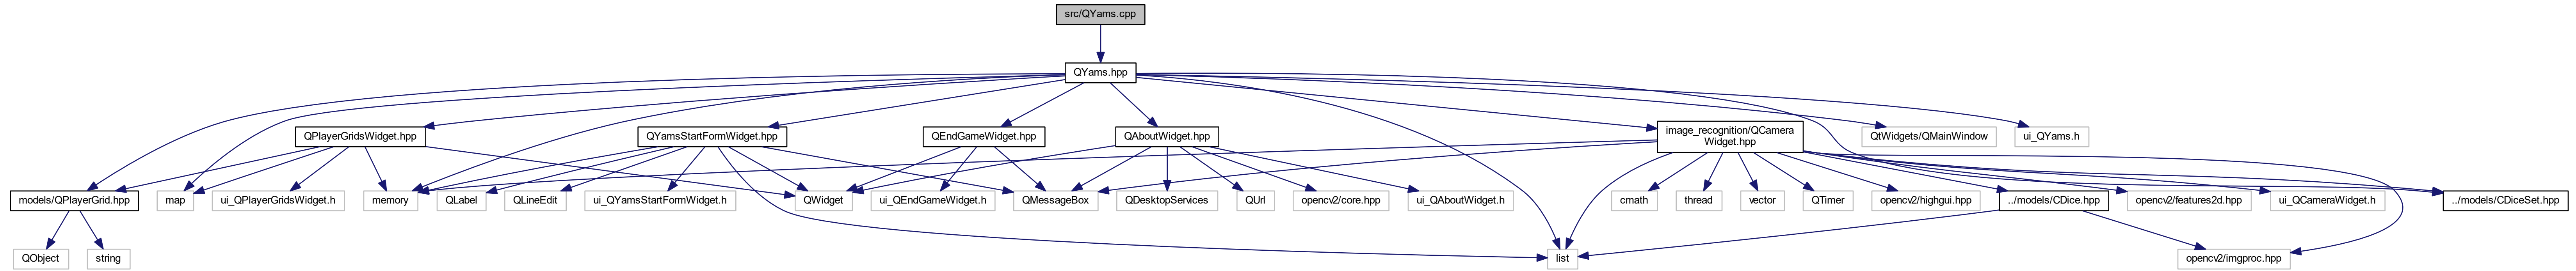 src/QYams.cpp
QYams.hpp
QPlayerGridsWidget.hpp
QYamsStartFormWidget.hpp
QEndGameWidget.hpp
QAboutWidget.hpp
image_recognition/QCamera
Widget.hpp
QtWidgets/QMainWindow
ui_QYams.h
models/QPlayerGrid.hpp
map
ui_QPlayerGridsWidget.h
memory
QLabel
QLineEdit
ui_QYamsStartFormWidget.h
QWidget
ui_QEndGameWidget.h
QMessageBox
QDesktopServices
QUrl
opencv2/core.hpp
ui_QAboutWidget.h
cmath
thread
vector
QTimer
opencv2/highgui.hpp
../models/CDice.hpp
opencv2/features2d.hpp
ui_QCameraWidget.h
../models/CDiceSet.hpp
QObject
string
list
opencv2/imgproc.hpp